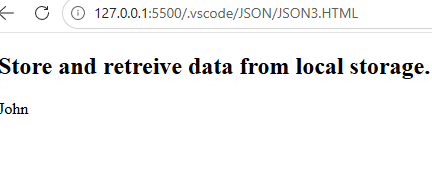 127.0.0.1:5500/.vscode/JSON/JSON3.HTML
Store and retreive data from local storage.
John